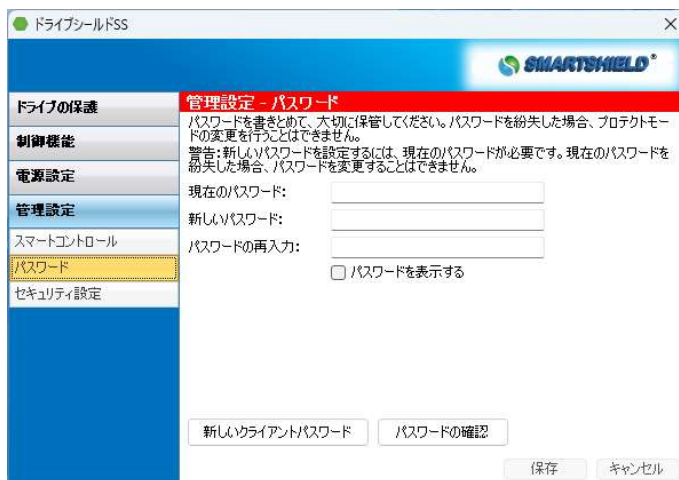 ドライブシールドSS
SMARTSHIELD®
ドライブの保護
制御機能
電源設定
管理設定
スマートコントロール
パスワード
セキュリティ設定
管理設定 - パスワード
パスワードを書きとめて、大切に保管してください。パスワードを紛失した場合、プロテクトモー
ドの変更を行うことはできません。
警告:新しいパスワードを設定するには、現在のパスワードが必要です。現在のパスワードを
紛失した場合、パスワードを変更することはできません。
現在のパスワード:
新しいパスワード:
パスワードの再入力:
パスワードを表示する
新しいクライアントパスワード
パスワードの確認
保存
キャンセル